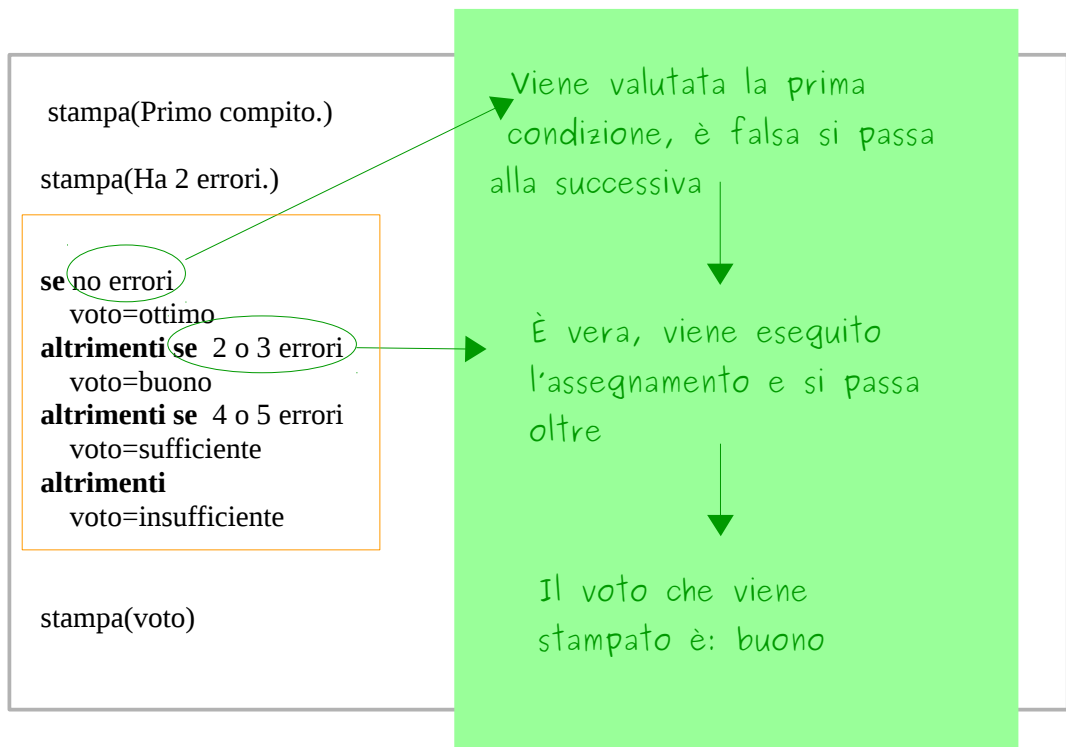 stampa(Primo compito.)
stampa(Ha 2 errori.)
se no errori
voto=ottimo
altrimenti se 2 o 3 errori
voto=buono
altrimenti se 4 o 5 errori
voto=sufficiente
altrimenti
voto=insufficiente
stampa(voto)
Viene valutata la prima
condizione, è falsa si passa
alla successiva
È vera, viene eseguito
l'assegnamento e si passa
oltre
Il voto che viene
stampato è: buono